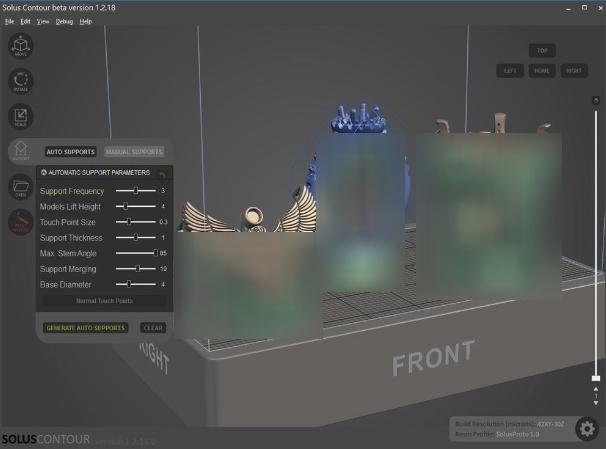 Solus Contour beta version 1.2.18
File Edit View Debug Help
MOVE
ROTATE
SCALE
SUPPORT
OPEN
TOP
LEFT HOME RIGHT
AUTO SUPPORTS MANUAL SUPPORTS
AUTOMATIC SUPPORT PARAMETERS
Support Frequency 3
Models Lift Height 4
Touch Point Size 0.3
Support Thickness 1
Max. Stem Angle 85
Support Merging 10
Base Diameter 4
Normal Touch Points
GENERATE AUTO SUPPORTS CLEAR
RIGHT
FRONT
1
Build Resolution (microns): 42XY-30Z
Resin Profile: SolusProto 1.0
SOLUSCONTOUR version 1.2.18.0